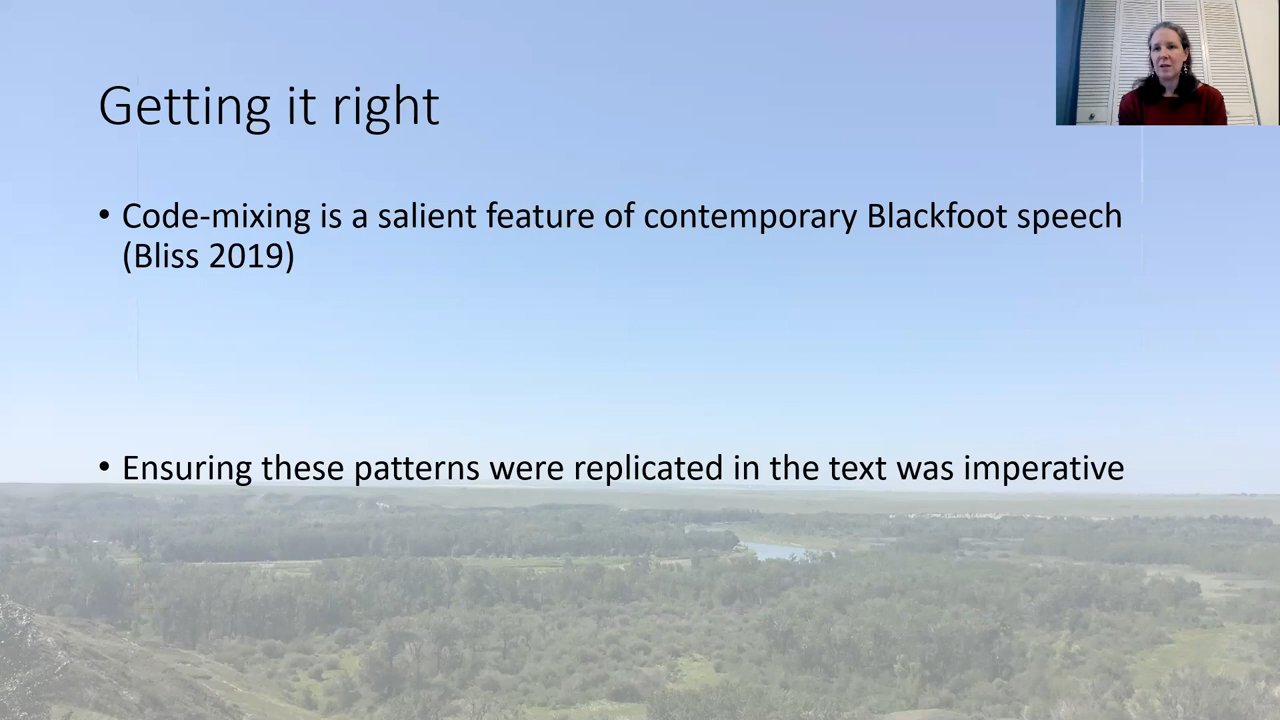 Getting it right
• Code-mixing is a salient feature of contemporary Blackfoot speech
(Bliss 2019)
• Ensuring these patterns were replicated in the text was imperative